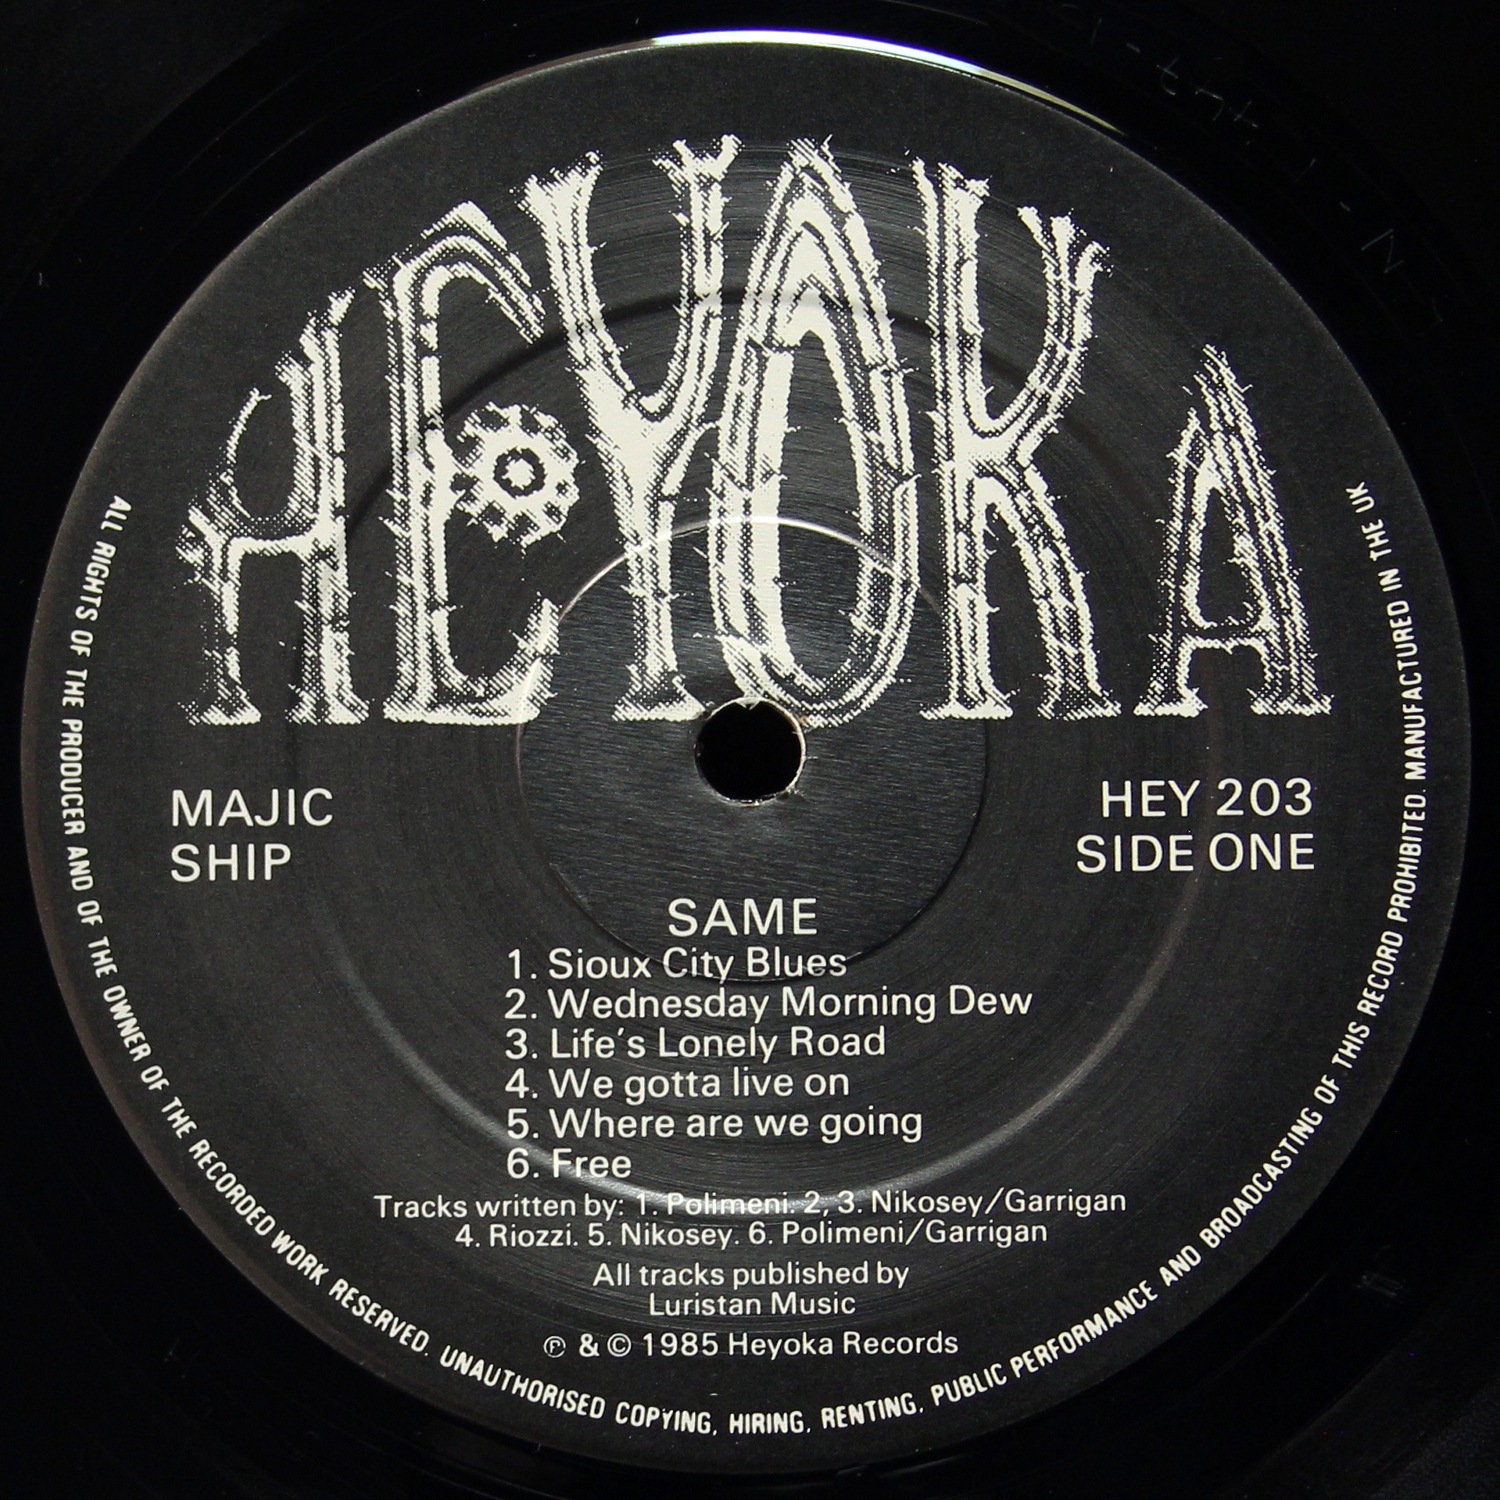 HEYOKA
MAJIC
SHIP
HEY 203
SIDE ONE
SAME
1. Sioux City Blues
2. Wednesday Morning Dew
3. Life's Lonely Road
4. We gotta live on
5. Where are we going
6. Free
Tracks written by: 1. Polimeni. 2, 3. Nikosey/Garrigan
4. Riozzi. 5. Nikosey. 6. Polimeni/Garrigan
All tracks published by
Luristan Music
℗ & © 1985 Heyoka Records
ALL RIGHTS OF THE PRODUCER AND OF THE OWNER OF THE RECORDED WORK RESERVED. UNAUTHORISED COPYING, HIRING, RENTING, PUBLIC PERFORMANCE AND BROADCASTING OF THIS RECORD PROHIBITED. MANUFACTURED IN THE UK